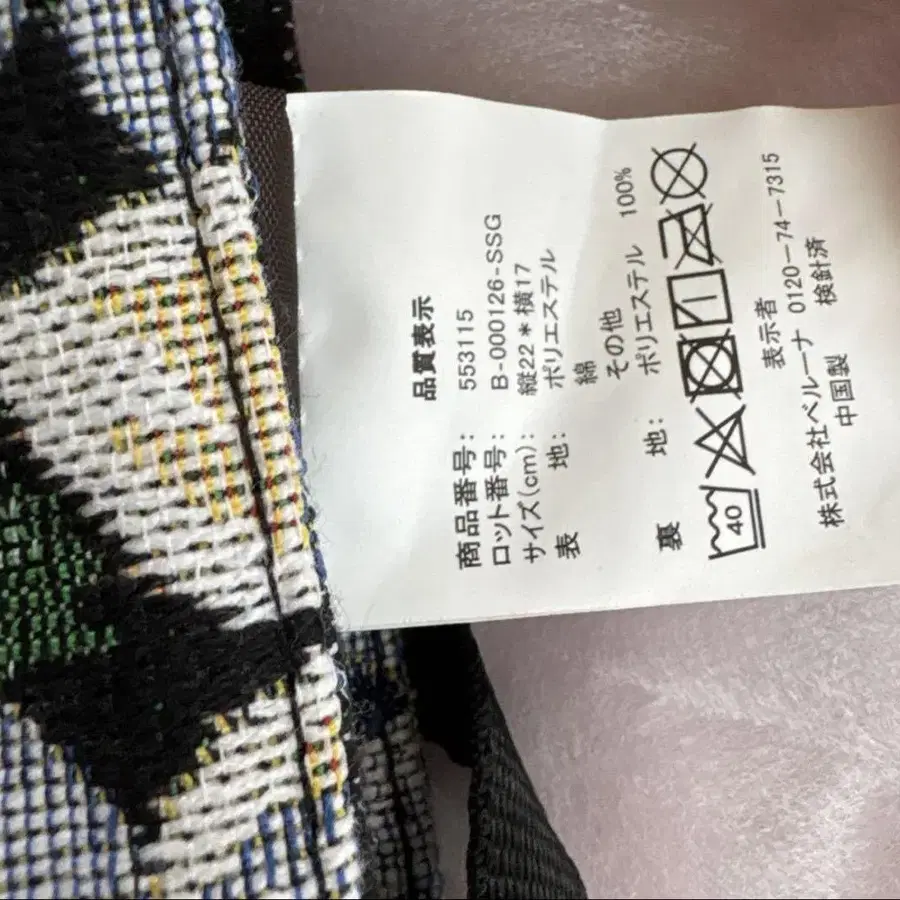 品質表示
商品番号: 553115
ロット番号: B-000126-SSG
サイズ(cm): 縦22*横17
表 地: ポリエステル
綿
その他
裏 地: ポリエステル 100%
40
表示者
株式会社ベルーナ 0120-74-7315
中国製 検針済